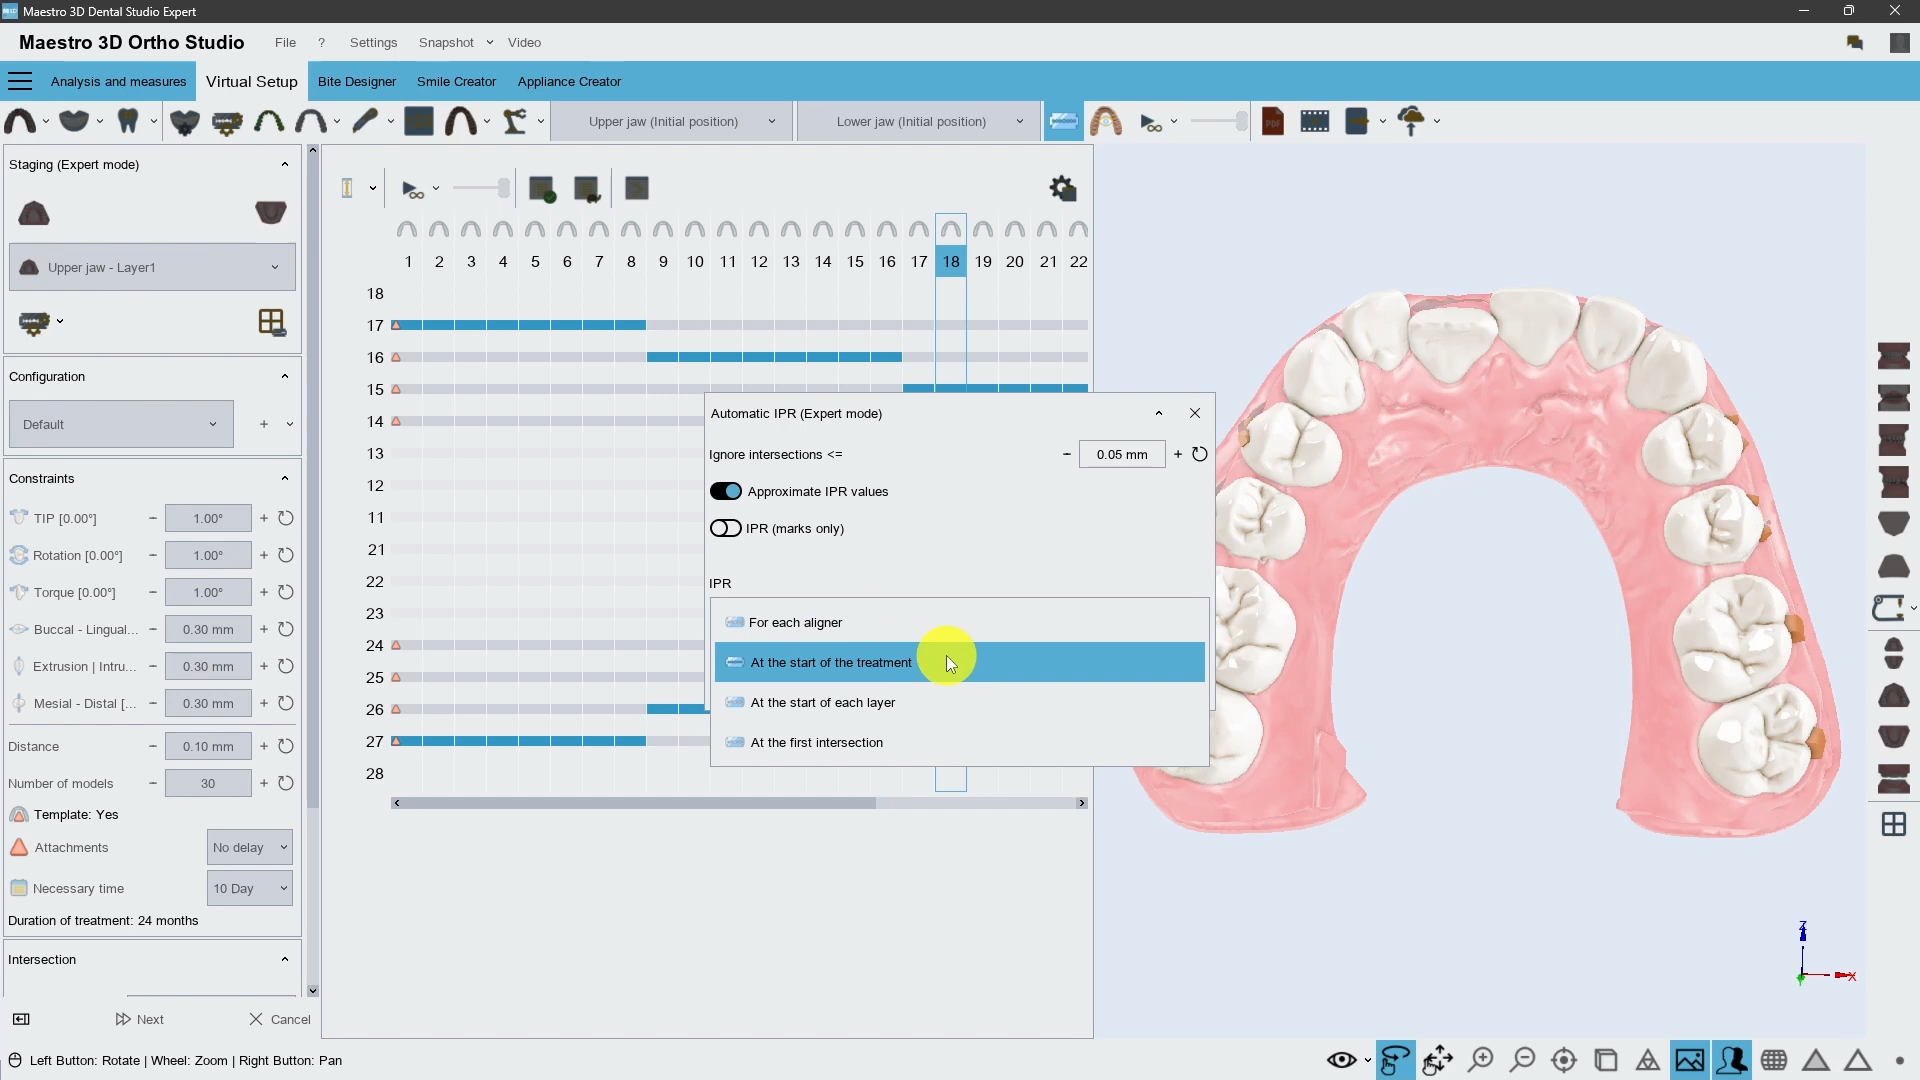 Maestro 3D Dental Studio Expert
Maestro 3D Ortho Studio
File ? Settings Snapshot Video
Analysis and measures Virtual Setup Bite Designer Smile Creator Appliance Creator
Upper jaw (Initial position) Lower jaw (Initial position) PDF
Staging (Expert mode)
Upper jaw - Layer1
Configuration
Default +
Constraints
TIP [0.00°] - 1.00° +
Rotation [0.00°] - 1.00° +
Torque [0.00°] - 1.00° +
Buccal - Lingual... - 0.30 mm +
Extrusion | Intru... - 0.30 mm +
Mesial - Distal [... - 0.30 mm +
Distance - 0.10 mm +
Number of models - 30 +
Template: Yes
Attachments No delay
Necessary time 10 Day
Duration of treatment: 24 months
Intersection
Next Cancel
1 2 3 4 5 6 7 8 9 10 11 12 13 14 15 16 17 18 19 20 21 22
18
17
16
15
14
13
12
11
21
22
23
24
25
26
27
28
Automatic IPR (Expert mode)
Ignore intersections <= - 0.05 mm +
Approximate IPR values
IPR (marks only)
IPR
For each aligner
At the start of the treatment
At the start of each layer
At the first intersection
Z
X
Left Button: Rotate | Wheel: Zoom | Right Button: Pan